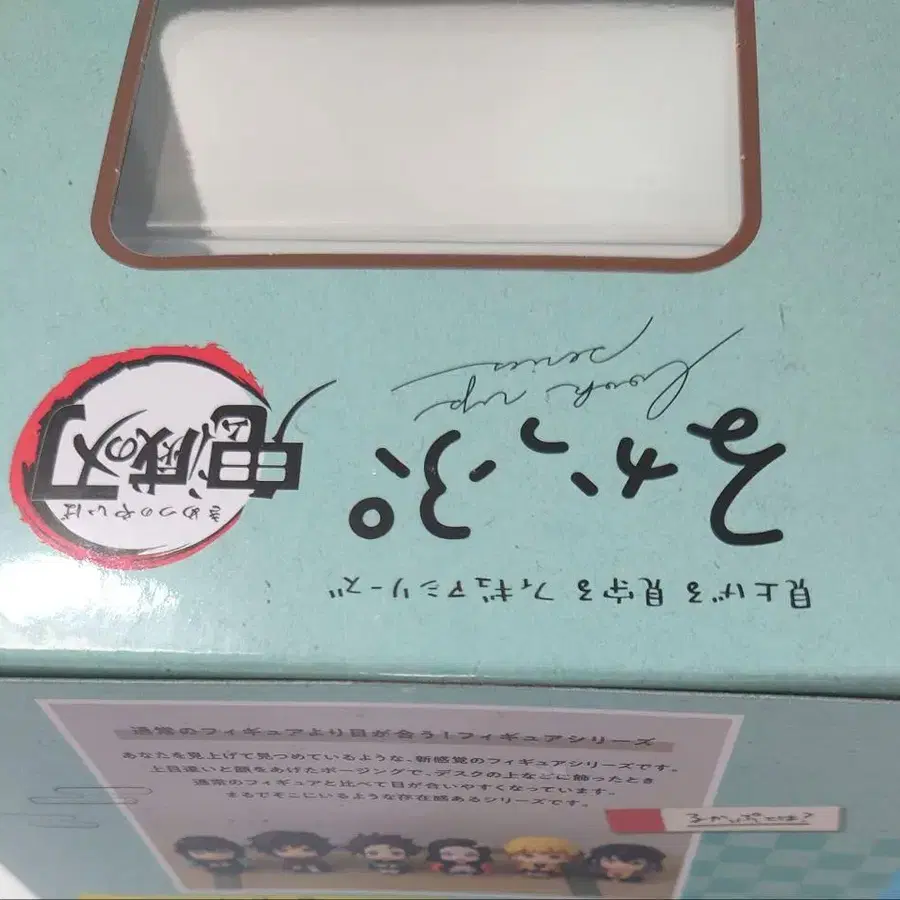 見上げる 見守る フィギュアシリーズ
るかっぷ
look up
series
きめつのやいば
鬼滅の刃
通常のフィギュアより目が合う!フィギュアシリーズ
あなたを見上げて見つめているような、新感覚のフィギュアシリーズです。
上目遣いと顔をあげたポージングで、デスクの上などに飾ったとき
通常のフィギュアと比べて目が合いやすくなっています。
まるでそこにいるような存在感あるシリーズです。
るかっぷとは?